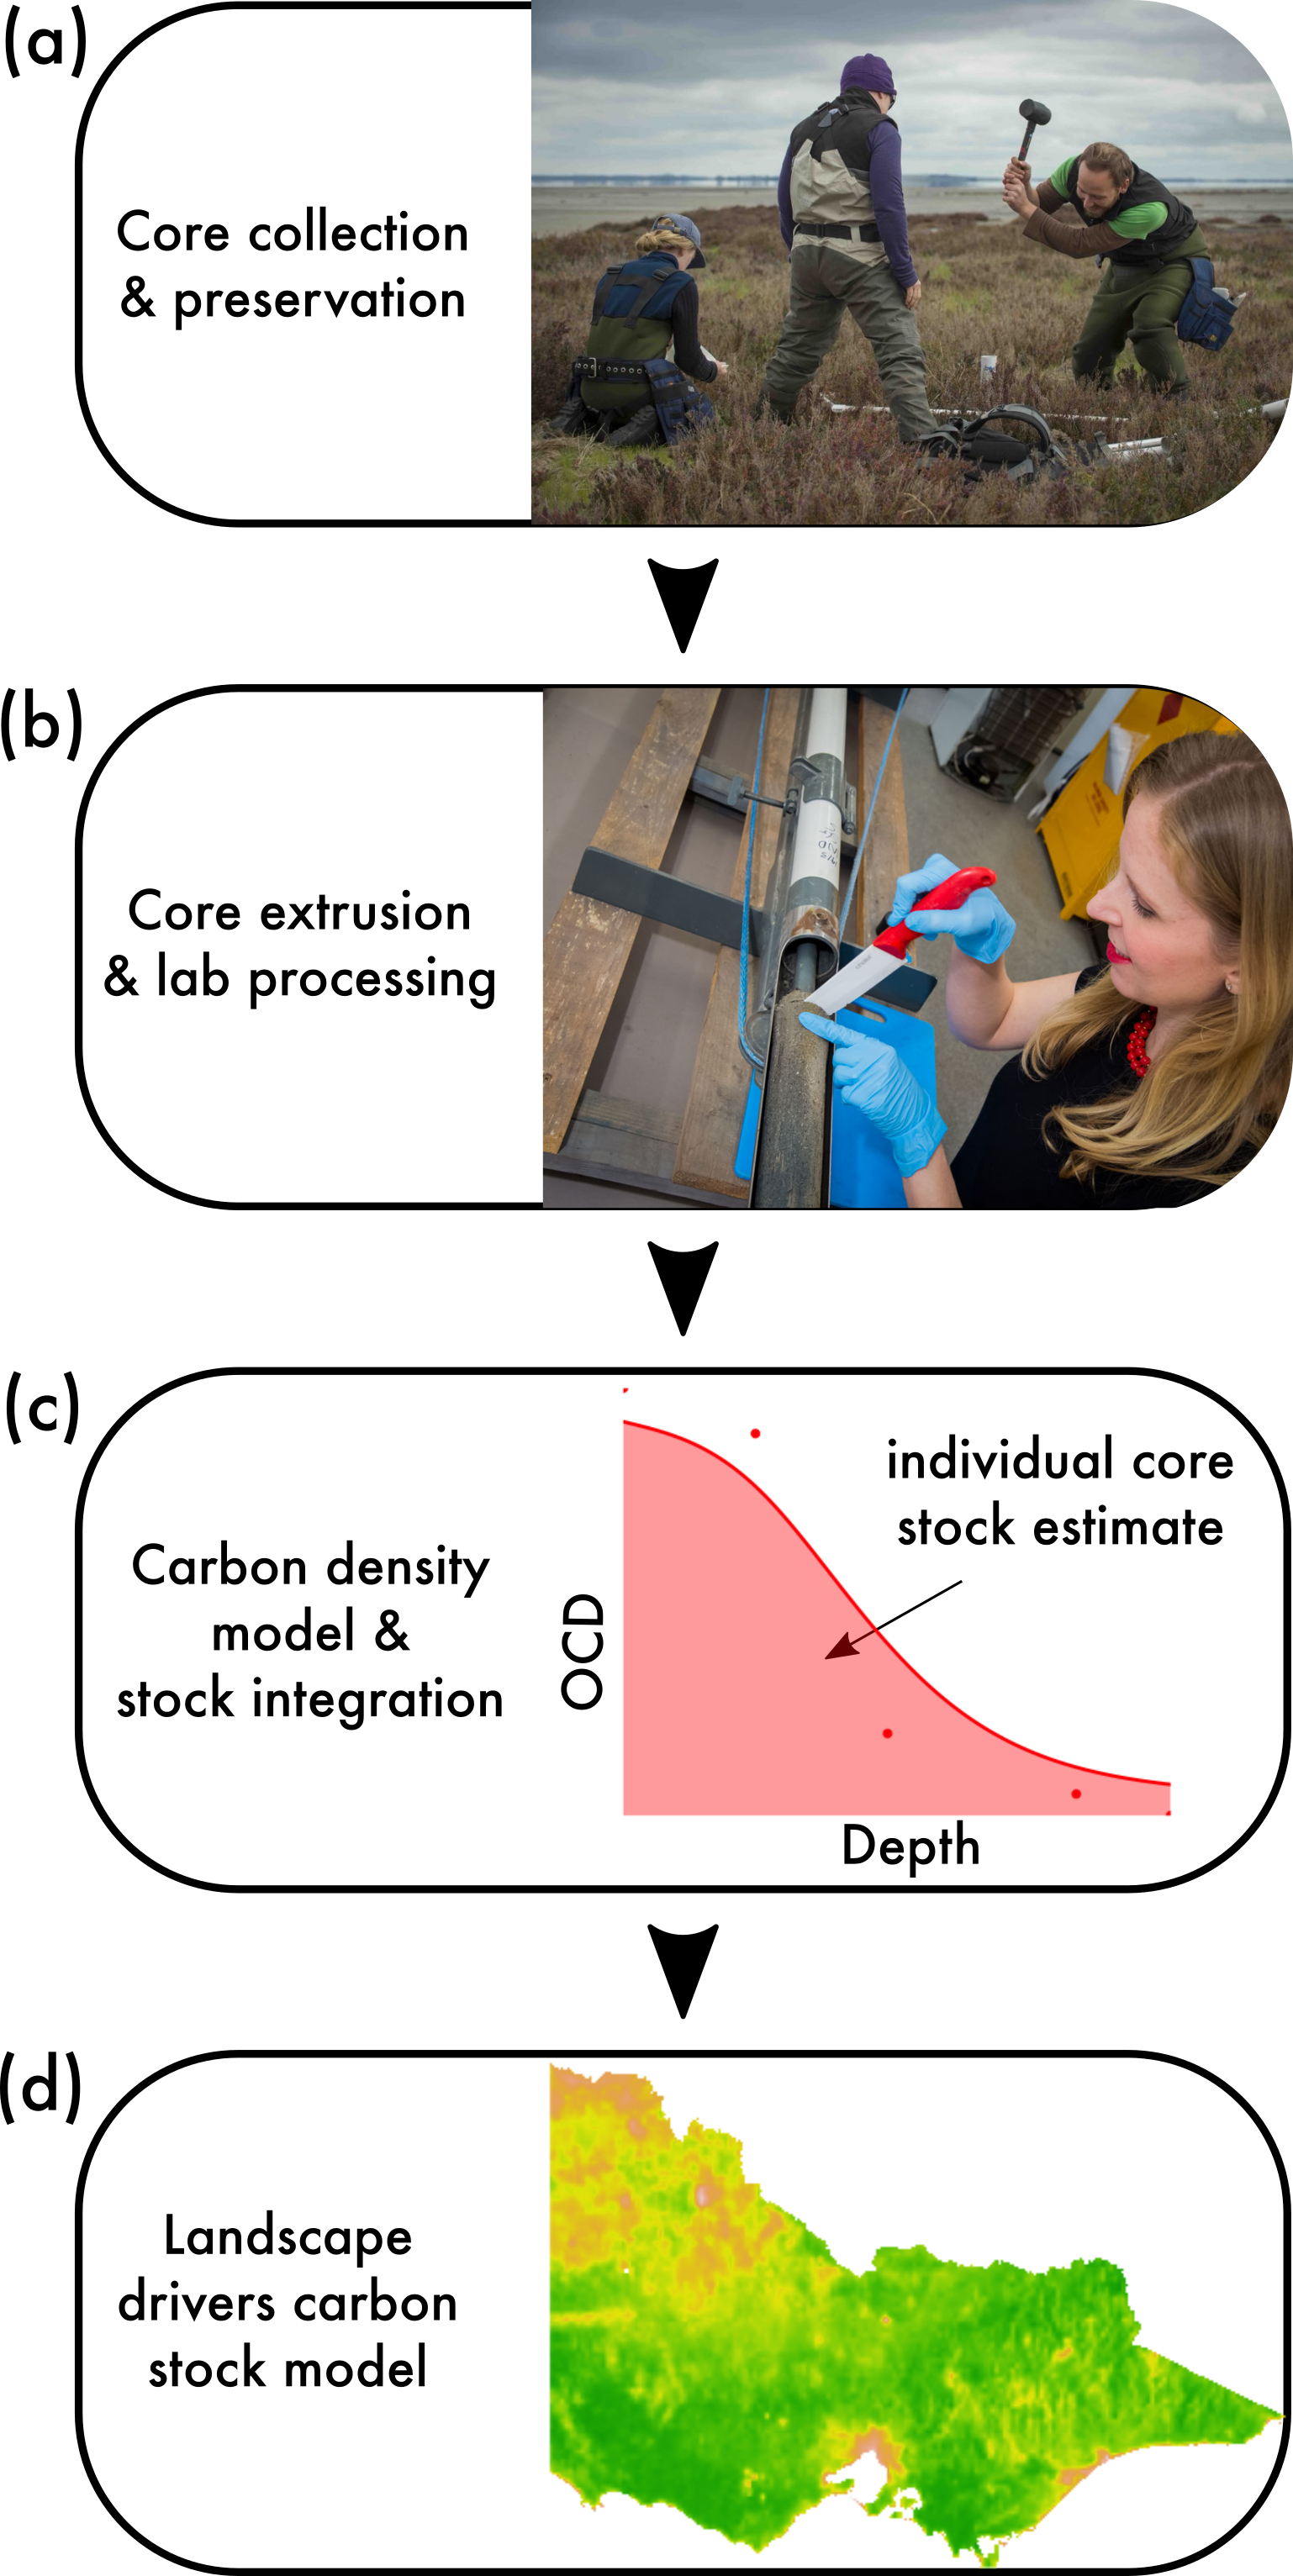 (a)
Core collection
& preservation
(b)
Core extrusion
& lab processing
(c)
Carbon density
model &
stock integration
individual core
stock estimate
OCD
Depth
(d)
Landscape
drivers carbon
stock model